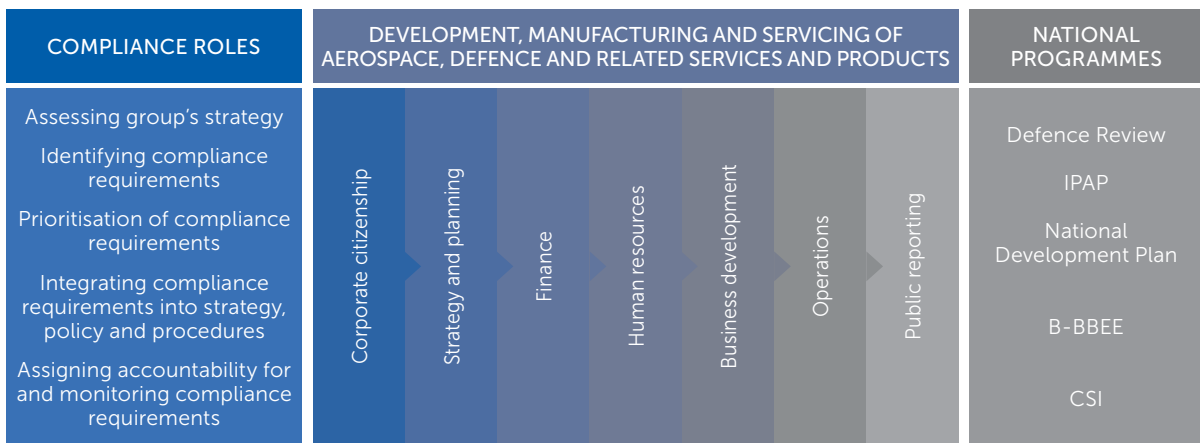 COMPLIANCE ROLES
Assessing group’s strategy
Identifying compliance
requirements
Prioritisation of compliance
requirements
Integrating compliance
requirements into strategy,
policy and procedures
Assigning accountability for
and monitoring compliance
requirements
DEVELOPMENT, MANUFACTURING AND SERVICING OF
AEROSPACE, DEFENCE AND RELATED SERVICES AND PRODUCTS
Corporate citizenship
Strategy and planning
Finance
Human resources
Business development
Operations
Public reporting
NATIONAL
PROGRAMMES
Defence Review
IPAP
National
Development Plan
B-BBEE
CSI